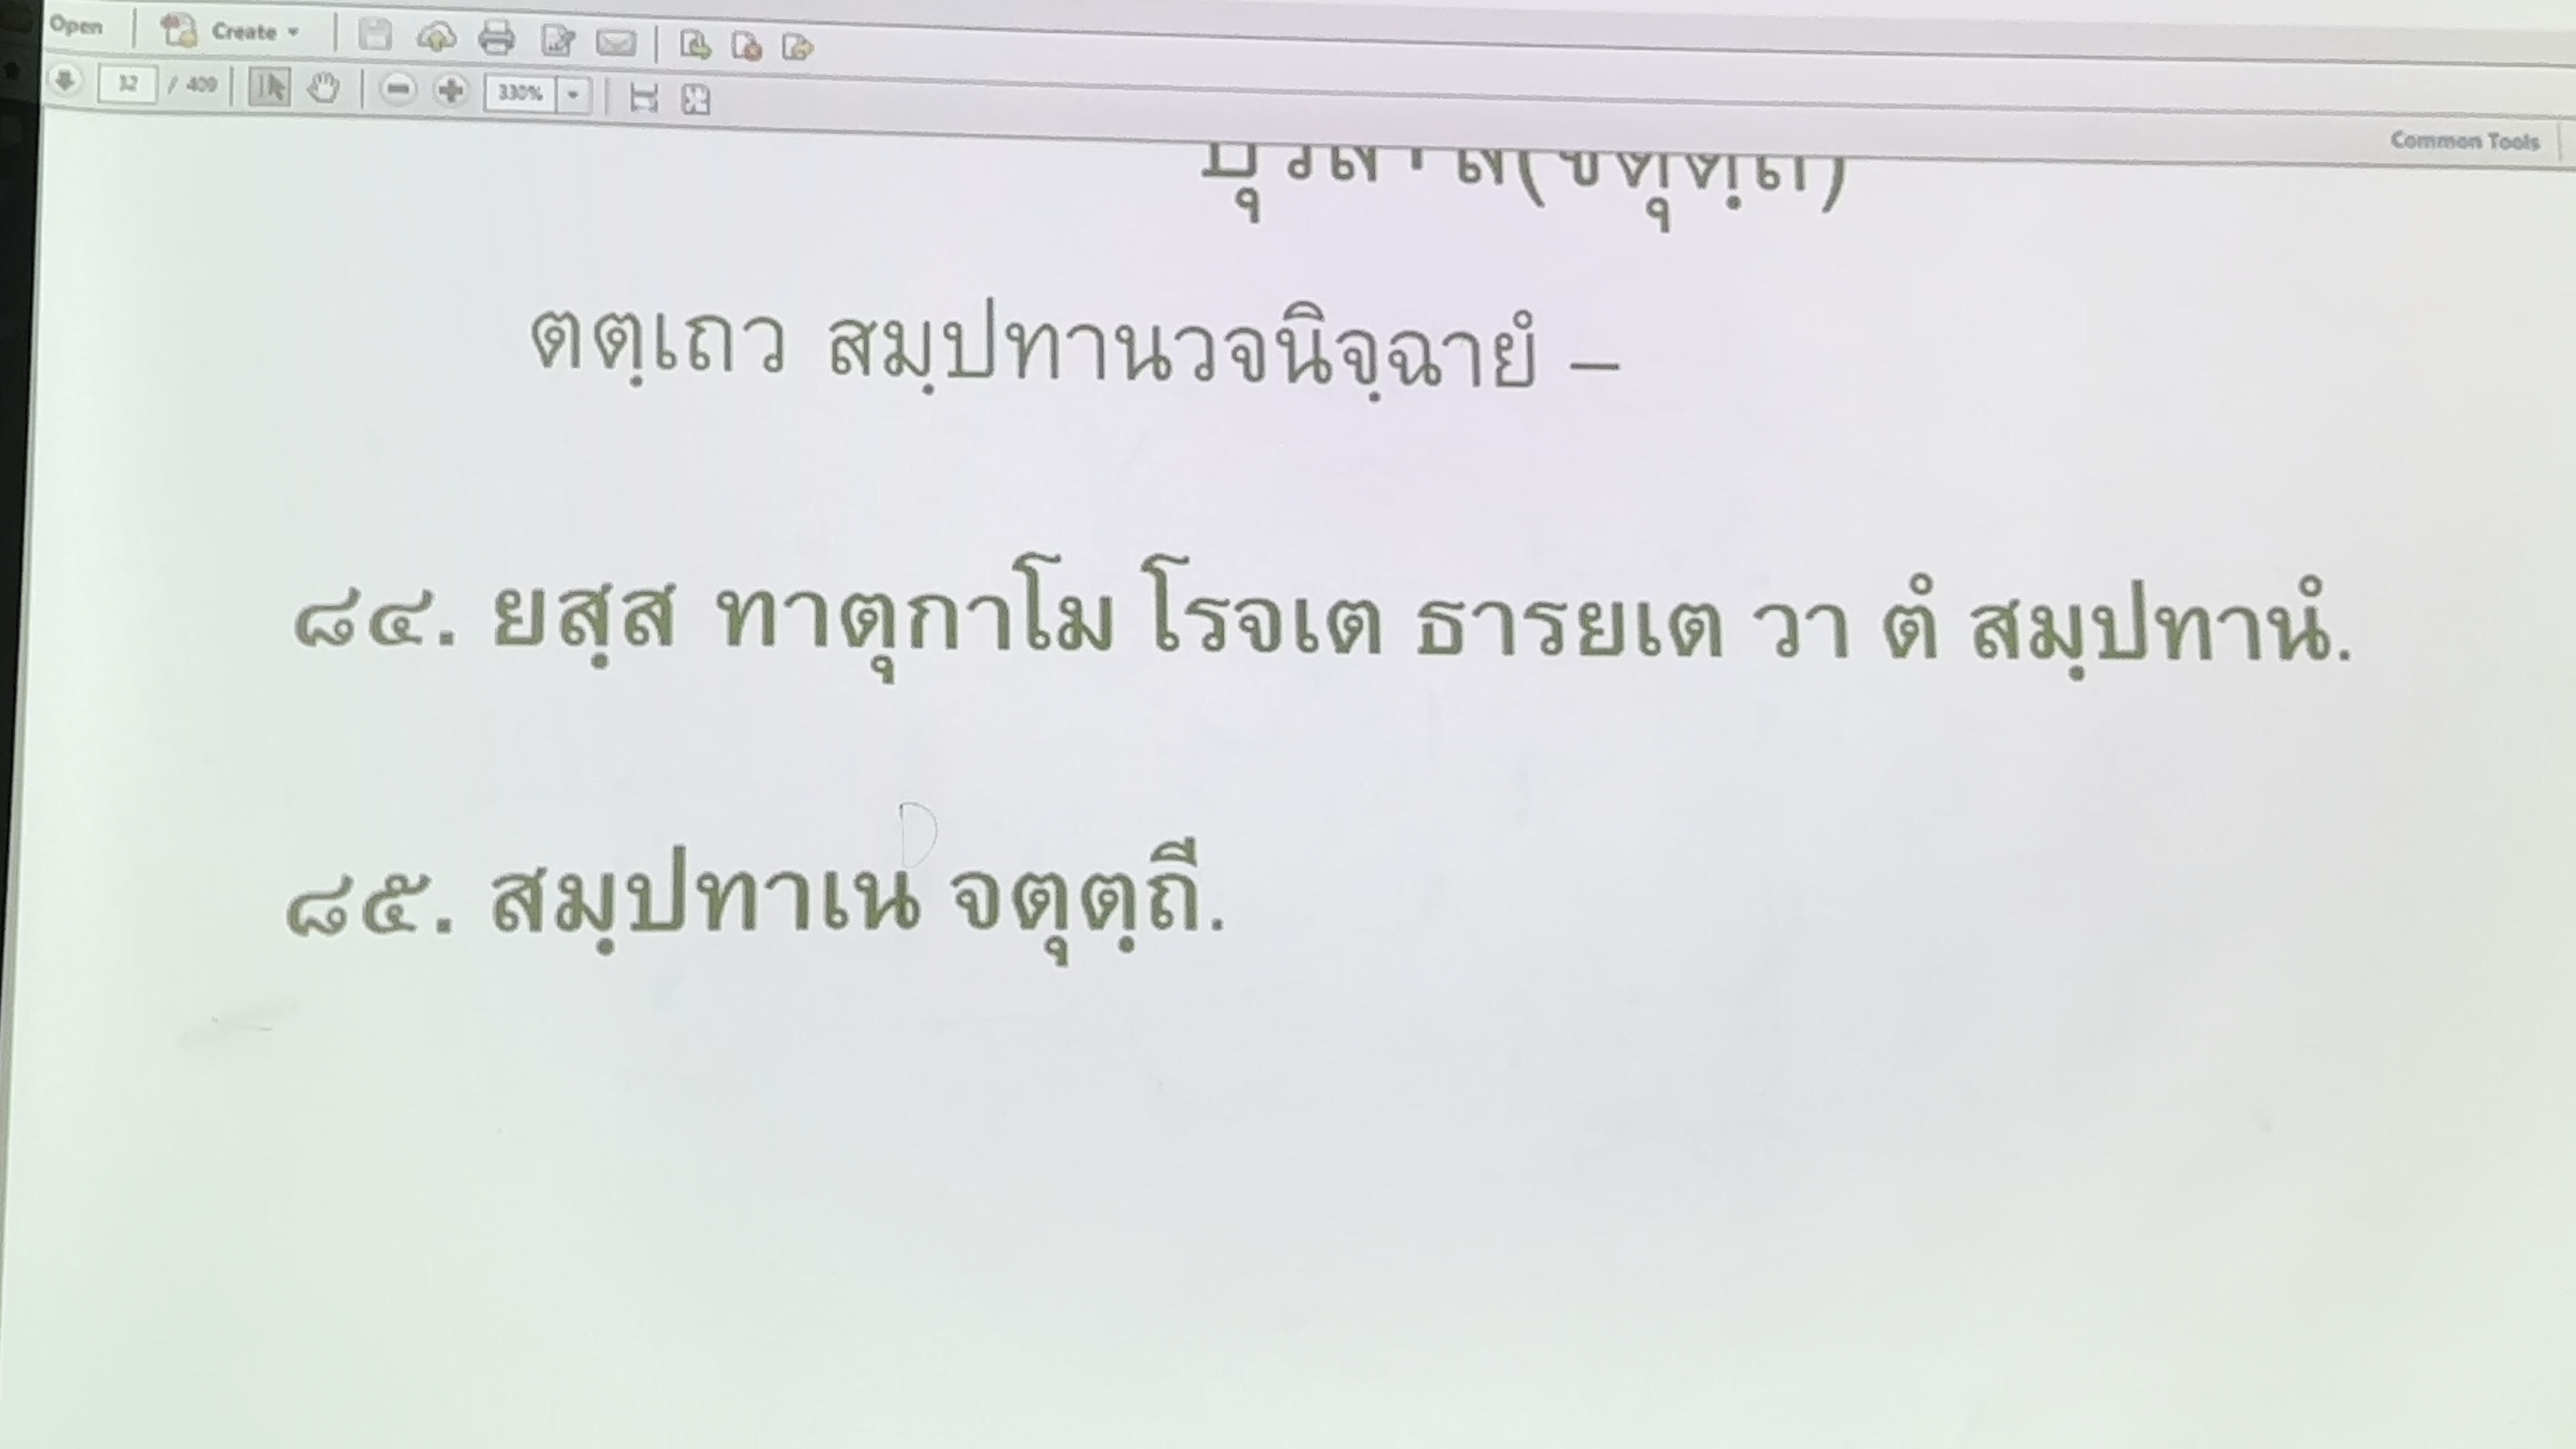 Open Create
32 / 409 330%
Common Tools
ตตฺเถว สมฺปทานวจนิจฺฉายํ –
๘๔. ยสฺส ทาตุกาโม โรจเต ธารยเต วา ตํ สมฺปทานํ.
๘๕. สมฺปทาเน จตุตฺถี.